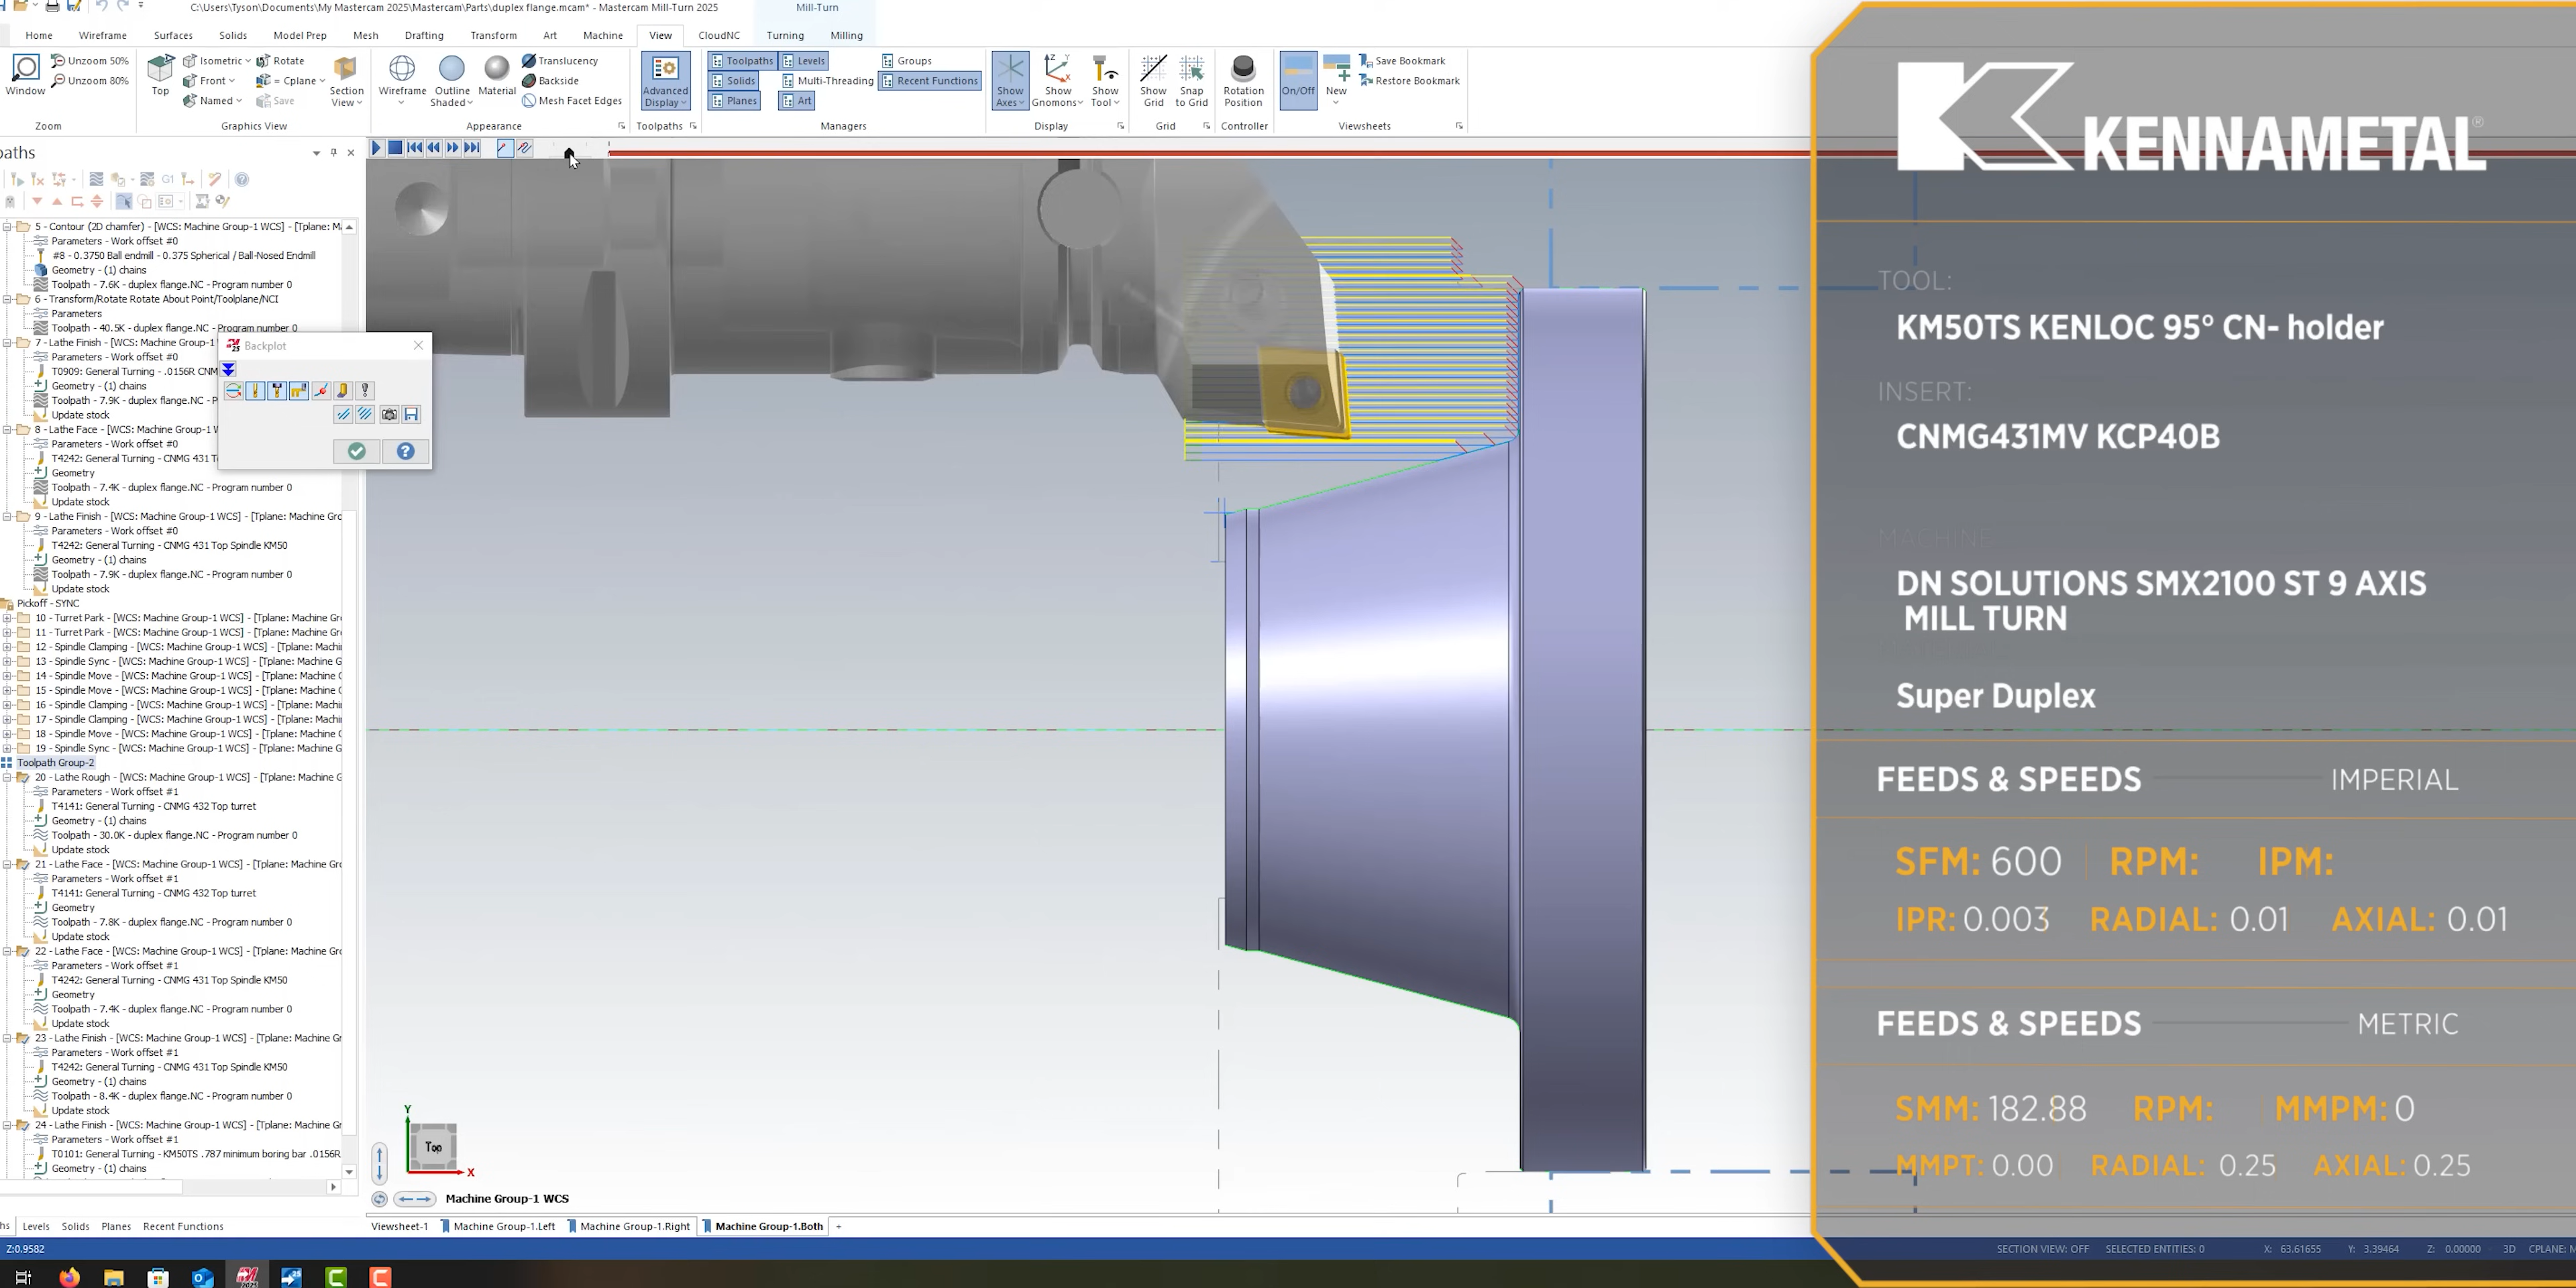 C:\Users\Tyson\Documents\My Mastercam 2025\Mastercam\Parts\duplex flange.mcam* - Mastercam Mill-Turn 2025
Mill-Turn
Home Wireframe Surfaces Solids Model Prep Mesh Drafting Transform Art Machine View CloudNC Turning Milling
Window
Unzoom 50%
Unzoom 80%
Zoom
Top
Isometric
Front
Named
Rotate
= Cplane
Save
Section View
Graphics View
Wireframe
Outline Shaded
Material
Translucency
Backside
Mesh Facet Edges
Appearance
Advanced Display
Toolpaths
Toolpaths
Solids
Planes
Levels
Multi-Threading
Art
Groups
Recent Functions
Managers
Show Axes
Show Gnomons
Show Tool
Display
Show Grid
Snap to Grid
Grid
Rotation Position
Controller
On/Off
New
Save Bookmark
Restore Bookmark
Viewsheets
paths
G1
5 - Contour (2D chamfer) - [WCS: Machine Group-1 WCS] - [Tplane: M
Parameters - Work offset #0
#8 - 0.3750 Ball endmill - 0.375 Spherical / Ball-Nosed Endmill
Geometry - (1) chains
Toolpath - 7.6K - duplex flange.NC - Program number 0
6 - Transform/Rotate Rotate About Point/Toolplane/NCI
Parameters
Toolpath - 40.5K - duplex flange.NC - Program number 0
7 - Lathe Finish - [WCS: Machine Gr
Parameters - Work offset #0
T0909: General Turning - .0156R CNM
Geometry - (1) chains
Toolpath - 7.9K - duplex flange.NC - P
Update stock
8 - Lathe Face - [WCS: Machine Group-1 W
Parameters - Work offset #0
T4242: General Turning - CNMG 431 T
Geometry
Toolpath - 7.4K - duplex flange.NC - Program number 0
Update stock
9 - Lathe Finish - [WCS: Machine Group-1 WCS] - [Tplane: Machine Gro
Parameters - Work offset #0
T4242: General Turning - CNMG 431 Top Spindle KM50
Geometry - (1) chains
Toolpath - 7.9K - duplex flange.NC - Program number 0
Update stock
Pickoff - SYNC
10 - Turret Park - [WCS: Machine Group-1 WCS] - [Tplane: Machine Gr
11 - Turret Park - [WCS: Machine Group-1 WCS] - [Tplane: Machine Gr
12 - Spindle Clamping - [WCS: Machine Group-1 WCS] - [Tplane: Machi
13 - Spindle Sync - [WCS: Machine Group-1 WCS] - [Tplane: Machine G
14 - Spindle Move - [WCS: Machine Group-1 WCS] - [Tplane: Machine
15 - Spindle Move - [WCS: Machine Group-1 WCS] - [Tplane: Machine
16 - Spindle Clamping - [WCS: Machine Group-1 WCS] - [Tplane: Machi
17 - Spindle Clamping - [WCS: Machine Group-1 WCS] - [Tplane: Machi
18 - Spindle Move - [WCS: Machine Group-1 WCS] - [Tplane: Machine
19 - Spindle Sync - [WCS: Machine Group-1 WCS] - [Tplane: Machine G
Toolpath Group-2
20 - Lathe Rough - [WCS: Machine Group-1 WCS] - [Tplane: Machine G
Parameters - Work offset #1
T4141: General Turning - CNMG 432 Top turret
Geometry - (1) chains
Toolpath - 30.0K - duplex flange.NC - Program number 0
Update stock
21 - Lathe Face - [WCS: Machine Group-1 WCS] - [Tplane: Machine Gro
Parameters - Work offset #1
T4141: General Turning - CNMG 432 Top turret
Geometry
Toolpath - 7.8K - duplex flange.NC - Program number 0
Update stock
22 - Lathe Face - [WCS: Machine Group-1 WCS] - [Tplane: Machine Gro
Parameters - Work offset #1
T4242: General Turning - CNMG 431 Top Spindle KM50
Geometry
Toolpath - 7.4K - duplex flange.NC - Program number 0
Update stock
23 - Lathe Finish - [WCS: Machine Group-1 WCS] - [Tplane: Machine Gr
Parameters - Work offset #1
T4242: General Turning - CNMG 431 Top Spindle KM50
Geometry - (1) chains
Toolpath - 8.4K - duplex flange.NC - Program number 0
Update stock
24 - Lathe Finish - [WCS: Machine Group-1 WCS] - [Tplane: Machine Gr
Parameters - Work offset #1
T0101: General Turning - KM50TS .787 minimum boring bar .0156R
Geometry - (1) chains
Backplot
Y
Top
X
Machine Group-1 WCS
Levels Solids Planes Recent Functions
Viewsheet-1 Machine Group-1.Left Machine Group-1.Right Machine Group-1.Both +
Z:0.9582
SECTION VIEW: OFF SELECTED ENTITIES: 0 X: 63.61655 Y: 3.39464 Z: 0.00000 3D CPLANE: M
KENNAMETAL®
TOOL:
KM50TS KENLOC 95° CN- holder
INSERT:
CNMG431MV KCP40B
MACHINE
DN SOLUTIONS SMX2100 ST 9 AXIS
MILL TURN
Super Duplex
FEEDS & SPEEDS IMPERIAL
SFM: 600 RPM: IPM:
IPR: 0.003 RADIAL: 0.01 AXIAL: 0.01
FEEDS & SPEEDS METRIC
SMM: 182.88 RPM: MMPM: 0
MMPT: 0.00 RADIAL: 0.25 AXIAL: 0.25